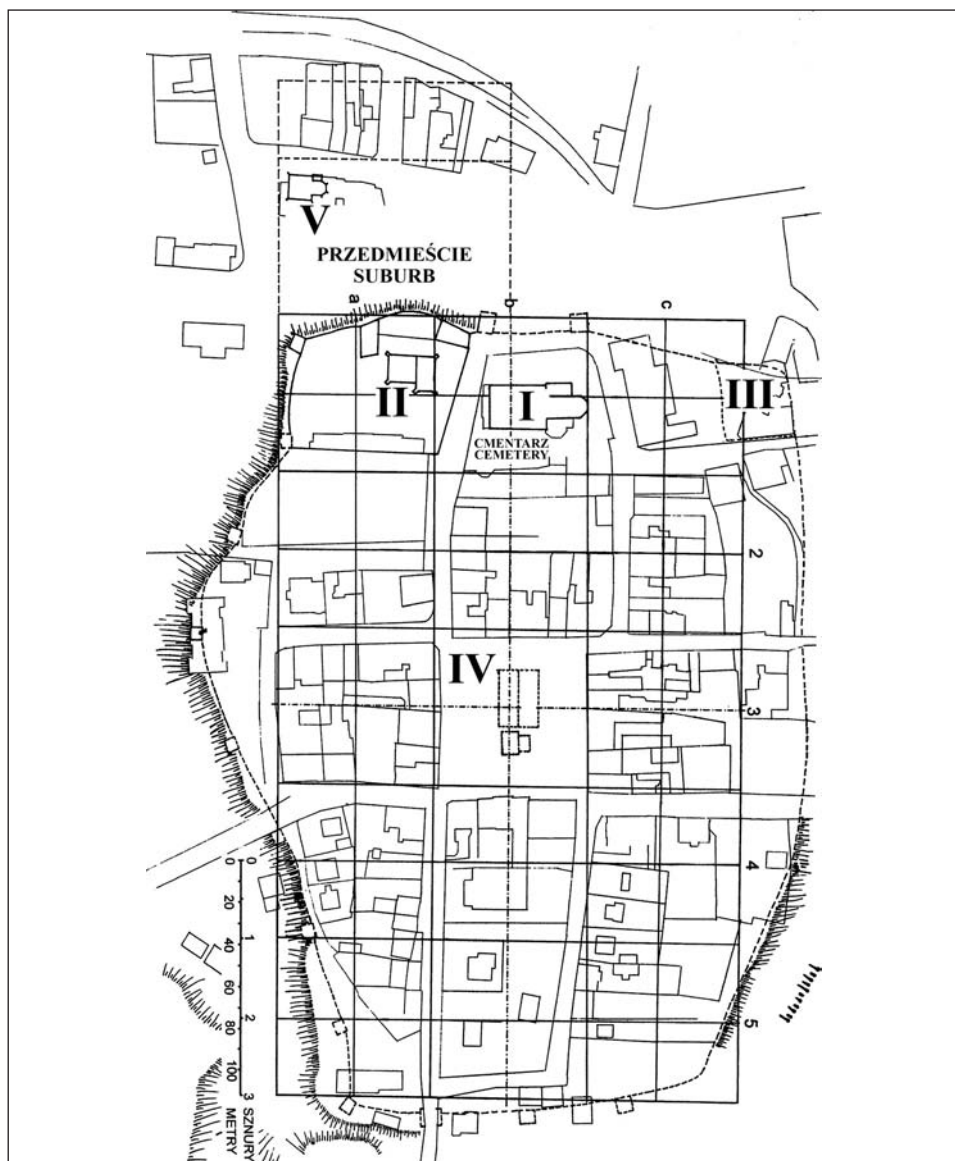 V
PRZEDMIEŚCIE
SUBURB
a
b
c
II
I
III
CMENTARZ
CEMETERY
2
IV
3
4
0
0
20
1
40
60
2
80
100
5
3 SZNURY
METRY